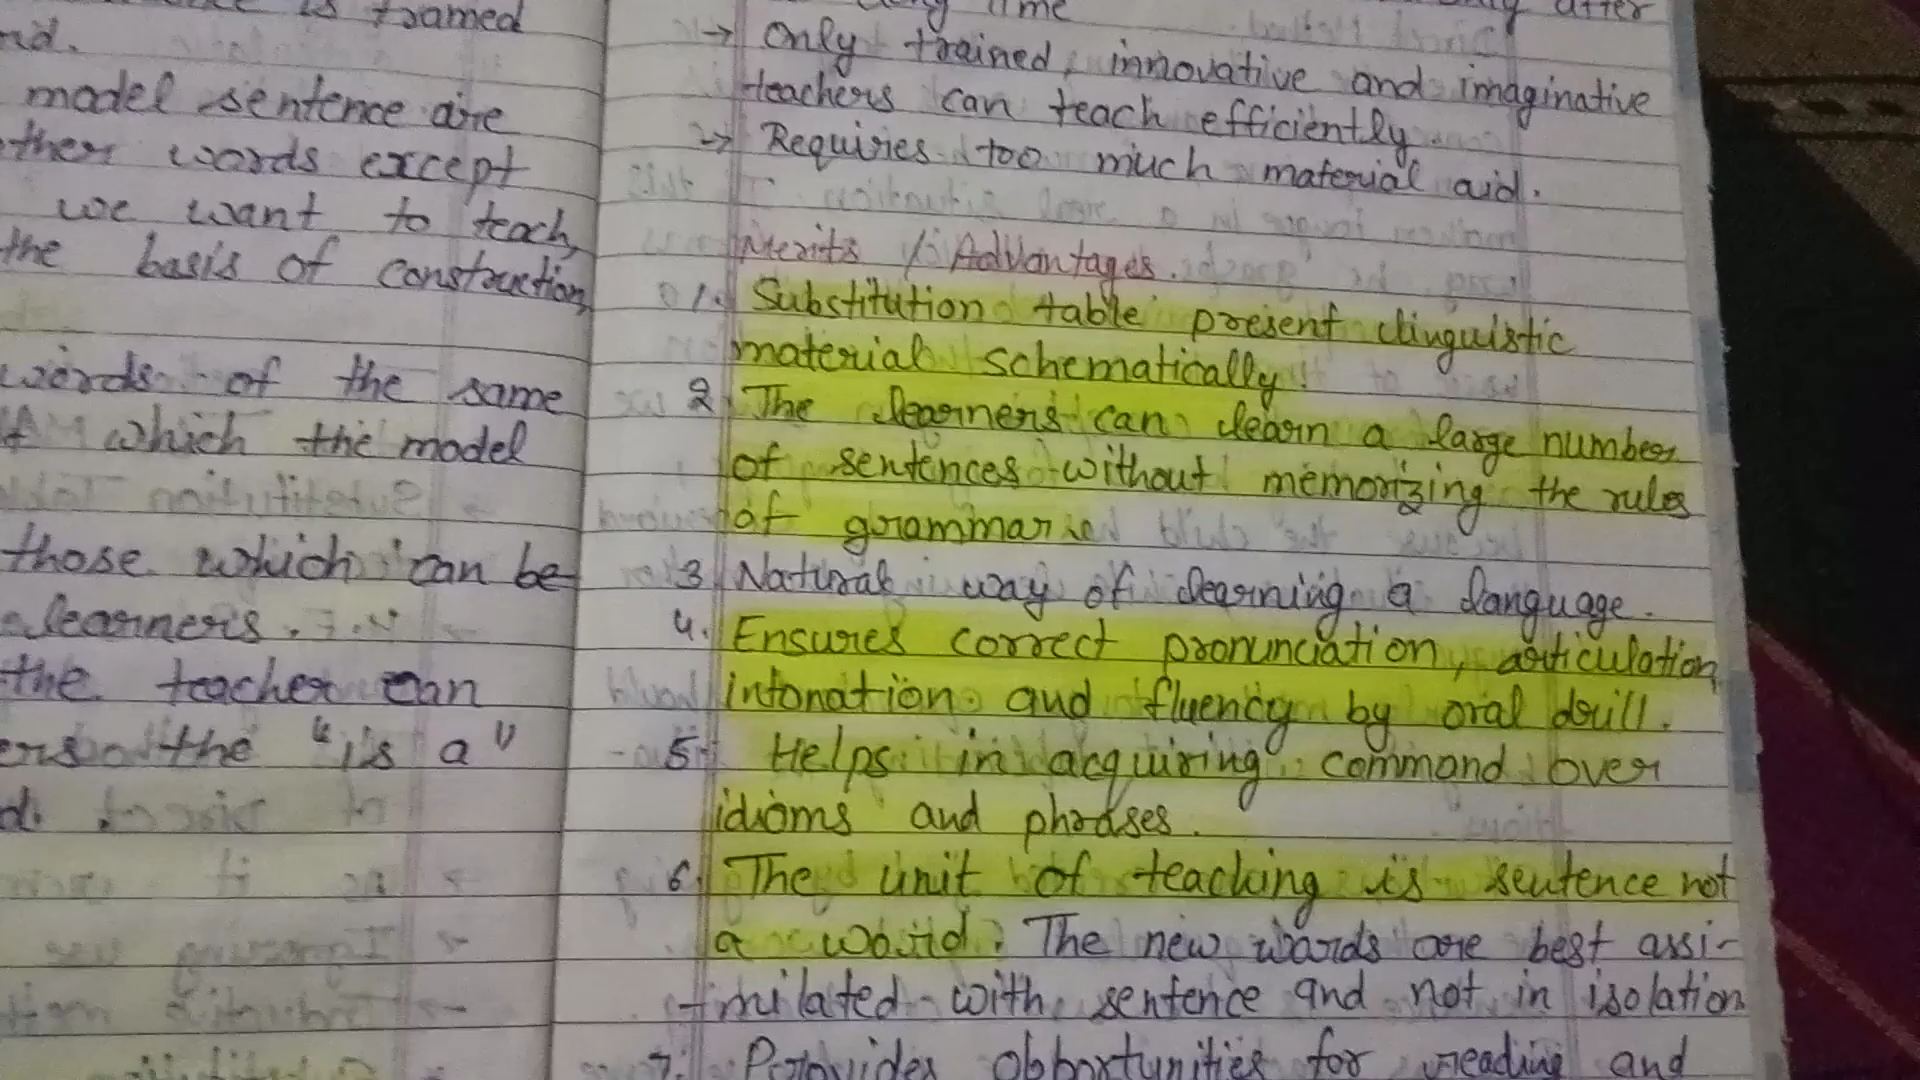 is framed
model sentence are
words except
we want to teach,
the basis of construction,
words of the same
which the model
those which can be
learners.
the teacher can
the "is a"
time
after
→ Only trained, innovative and imaginative
teachers can teach efficiently
→ Requires too much material aid.
Merits / Advantages.
1. Substitution table present linguistic
material schematically.
2 The learners can learn a large number
of sentences without memorizing the rules
of grammar
3 Natural way of learning a language.
4. Ensures correct pronunciation, articulation,
intonation and fluency by oral drill.
5 Helps in acquiring command over
idioms and phrases.
6. The unit of teaching is sentence not
a word. The new words are best assi-
milated with sentence and not in isolation
7. Provides opportunities for reading and